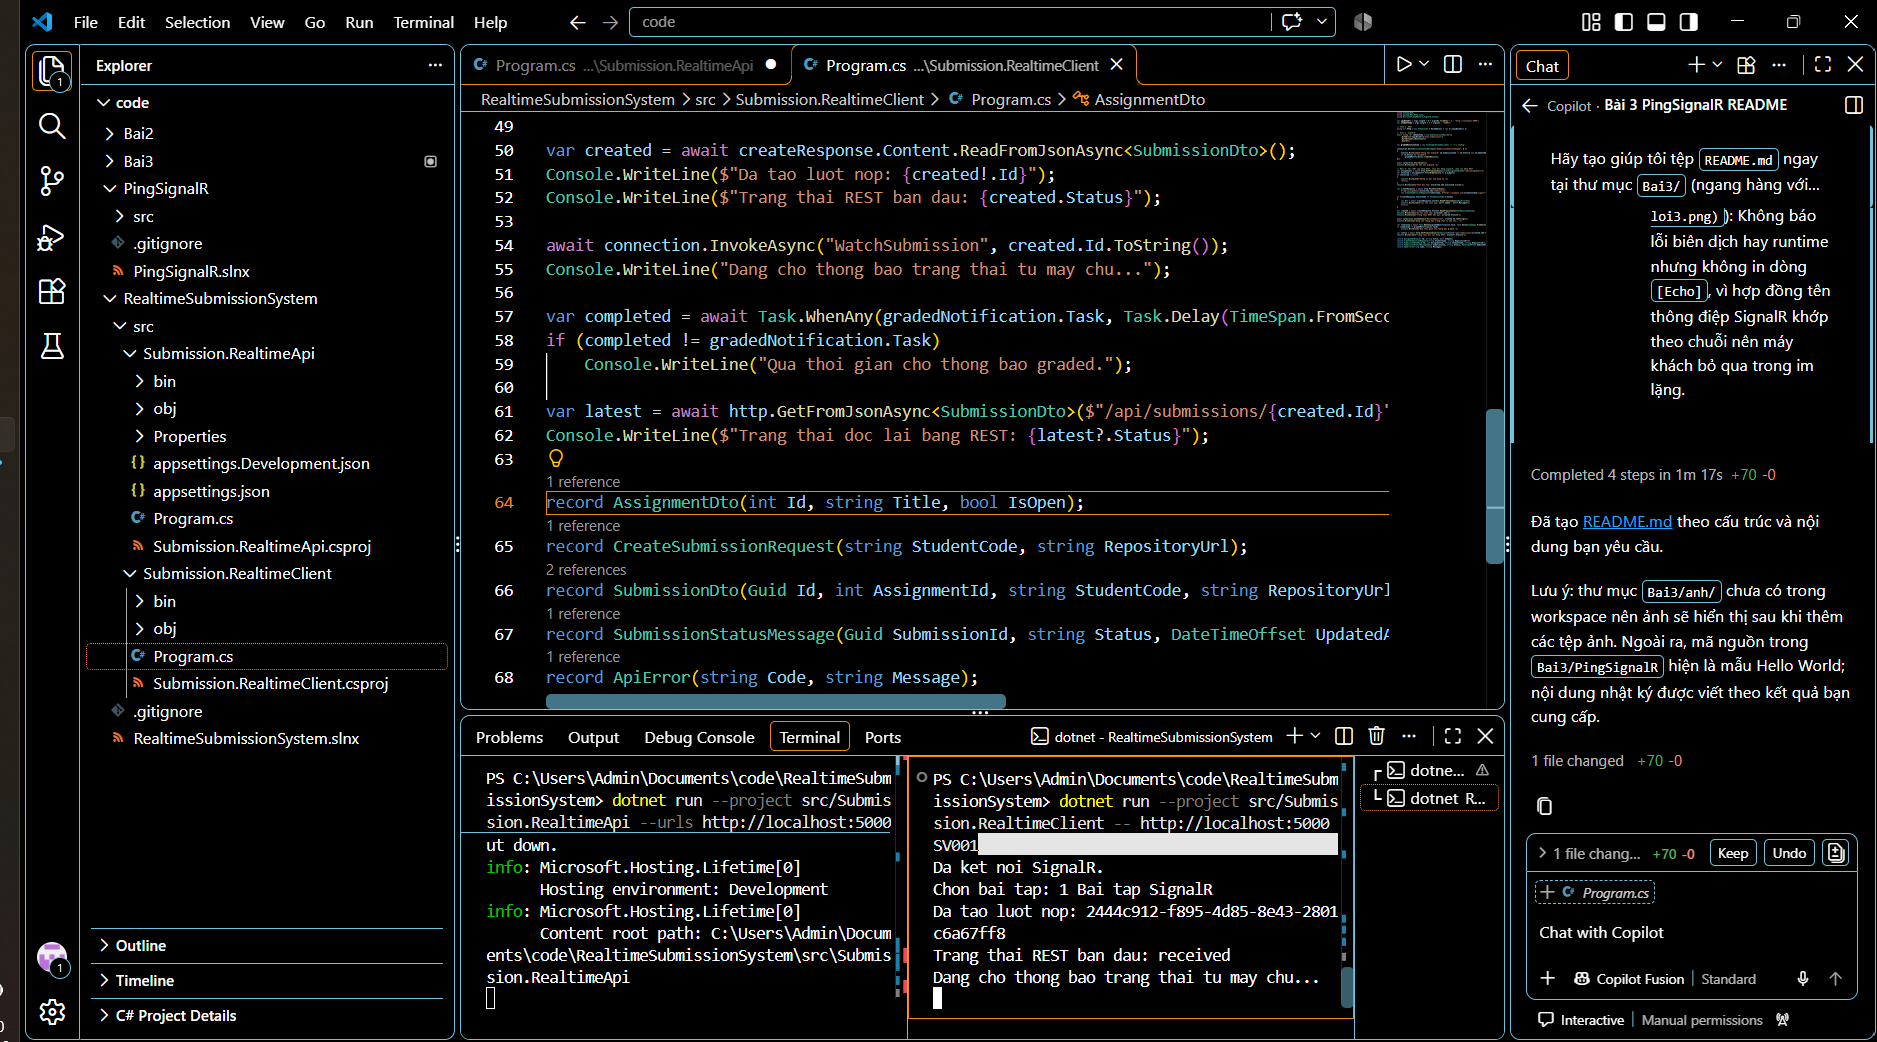 File Edit Selection View Go Run Terminal Help
code
Explorer
code
Bai2
Bai3
PingSignalR
src
.gitignore
PingSignalR.slnx
RealtimeSubmissionSystem
src
Submission.RealtimeApi
bin
obj
Properties
{} appsettings.Development.json
{} appsettings.json
C# Program.cs
Submission.RealtimeApi.csproj
Submission.RealtimeClient
bin
obj
C# Program.cs
Submission.RealtimeClient.csproj
.gitignore
RealtimeSubmissionSystem.slnx
Outline
Timeline
C# Project Details
1
1
C# Program.cs ...\Submission.RealtimeApi
C# Program.cs ...\Submission.RealtimeClient
RealtimeSubmissionSystem > src > Submission.RealtimeClient > C# Program.cs > AssignmentDto
49
50 var created = await createResponse.Content.ReadFromJsonAsync<SubmissionDto>();
51 Console.WriteLine($"Da tao luot nop: {created!.Id}");
52 Console.WriteLine($"Trang thai REST ban dau: {created.Status}");
53
54 await connection.InvokeAsync("WatchSubmission", created.Id.ToString());
55 Console.WriteLine("Dang cho thong bao trang thai tu may chu...");
56
57 var completed = await Task.WhenAny(gradedNotification.Task, Task.Delay(TimeSpan.FromSec
58 if (completed != gradedNotification.Task)
59 Console.WriteLine("Qua thoi gian cho thong bao graded.");
60
61 var latest = await http.GetFromJsonAsync<SubmissionDto>($"/api/submissions/{created.Id}"
62 Console.WriteLine($"Trang thai doc lai bang REST: {latest?.Status}");
63
1 reference
64 record AssignmentDto(int Id, string Title, bool IsOpen);
1 reference
65 record CreateSubmissionRequest(string StudentCode, string RepositoryUrl);
2 references
66 record SubmissionDto(Guid Id, int AssignmentId, string StudentCode, string RepositoryUrl
1 reference
67 record SubmissionStatusMessage(Guid SubmissionId, string Status, DateTimeOffset UpdatedA
1 reference
68 record ApiError(string Code, string Message);
Problems Output Debug Console Terminal Ports
dotnet - RealtimeSubmissionSystem
PS C:\Users\Admin\Documents\code\RealtimeSubm
issionSystem> dotnet run --project src/Submis
sion.RealtimeApi --urls http://localhost:5000
ut down.
info: Microsoft.Hosting.Lifetime[0]
Hosting environment: Development
info: Microsoft.Hosting.Lifetime[0]
Content root path: C:\Users\Admin\Docum
ents\code\RealtimeSubmissionSystem\src\Submis
sion.RealtimeApi
PS C:\Users\Admin\Documents\code\RealtimeSubm
issionSystem> dotnet run --project src/Submis
sion.RealtimeClient -- http://localhost:5000
SV001
Da ket noi SignalR.
Chon bai tap: 1 Bai tap SignalR
Da tao luot nop: 2444c912-f895-4d85-8e43-2801
c6a67ff8
Trang thai REST ban dau: received
Dang cho thong bao trang thai tu may chu...
dotne...
dotnet R...
Chat
Copilot · Bài 3 PingSignalR README
Hãy tạo giúp tôi tệp README.md ngay
tại thư mục Bai3/ (ngang hàng với...
loi3.png) ): Không báo
lỗi biên dịch hay runtime
nhưng không in dòng
[Echo] , vì hợp đồng tên
thông điệp SignalR khớp
theo chuỗi nên máy
khách bỏ qua trong im
lặng.
Completed 4 steps in 1m 17s +70 -0
Đã tạo README.md theo cấu trúc và nội
dung bạn yêu cầu.
Lưu ý: thư mục Bai3/anh/ chưa có trong
workspace nên ảnh sẽ hiển thị sau khi thêm
các tệp ảnh. Ngoài ra, mã nguồn trong
Bai3/PingSignalR hiện là mẫu Hello World;
nội dung nhật ký được viết theo kết quả bạn
cung cấp.
1 file changed +70 -0
1 file chang... +70 -0 Keep Undo
C# Program.cs
Chat with Copilot
Copilot Fusion | Standard
Interactive | Manual permissions